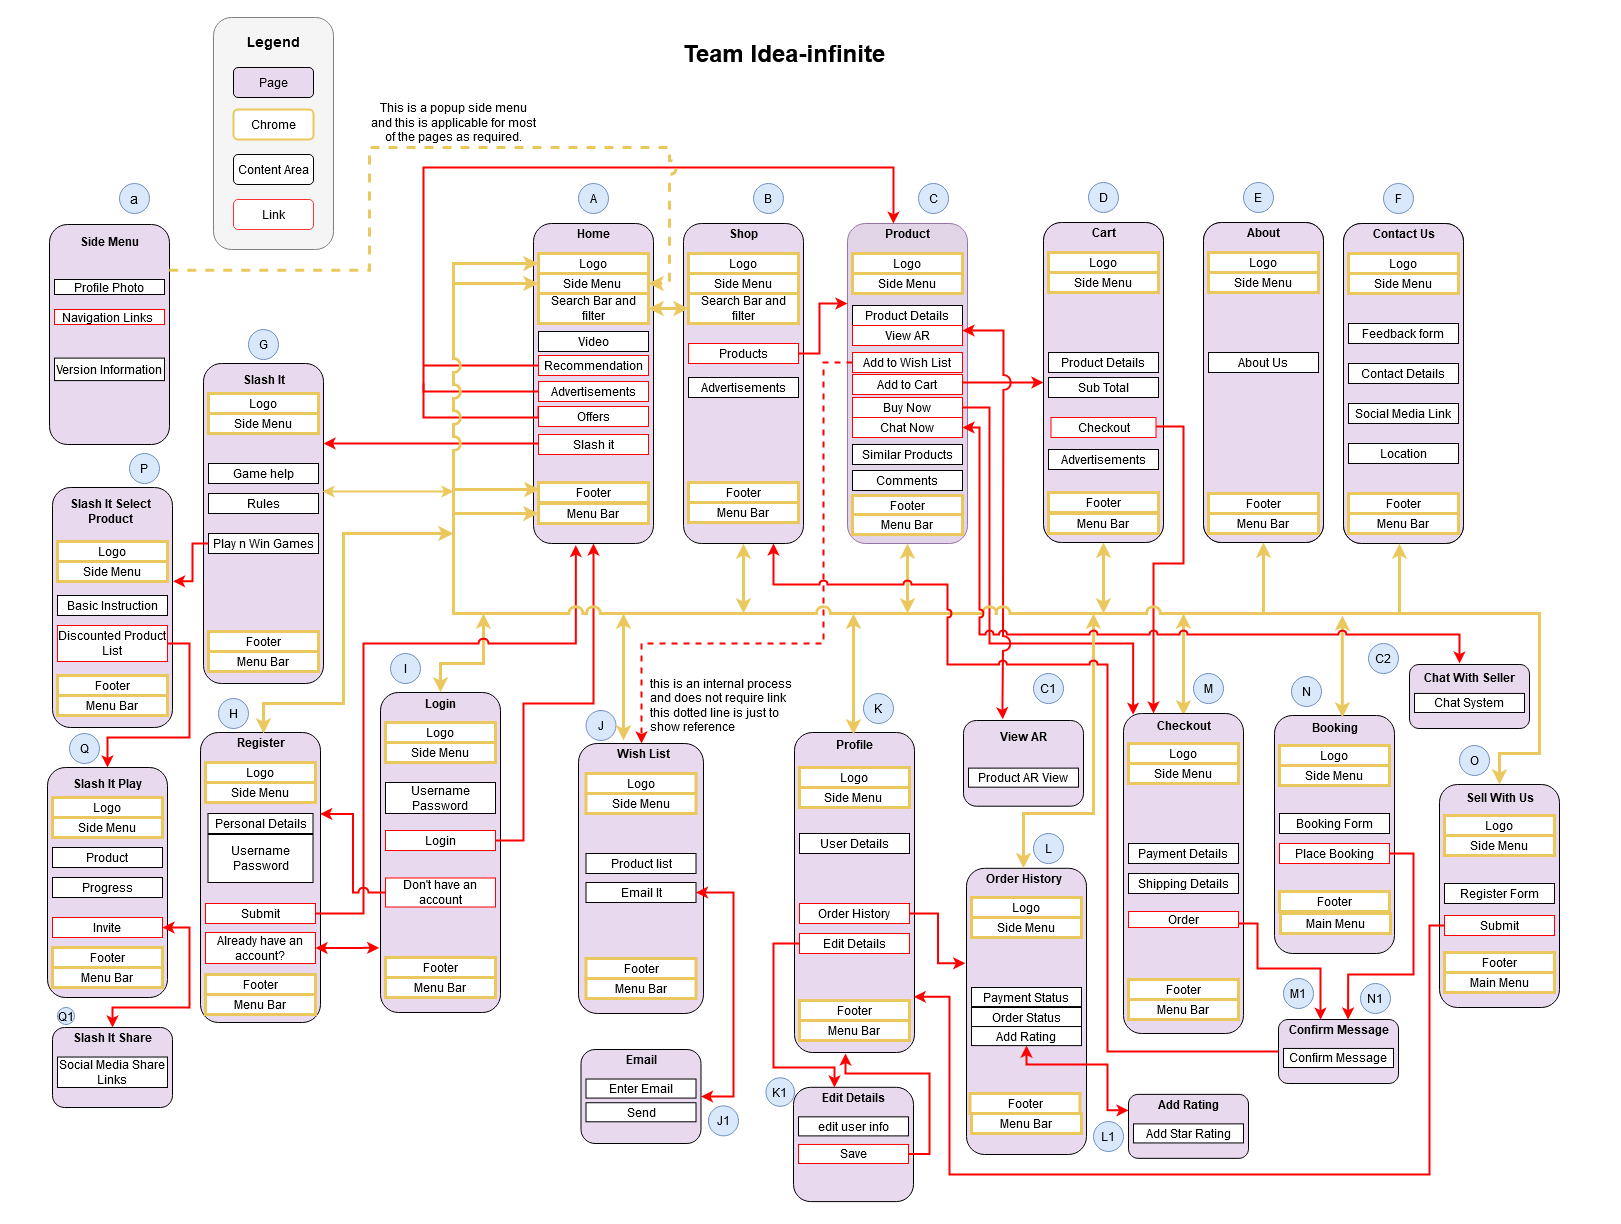 Legend
Page
Chrome
Content Area
Link
Team Idea-infinite
This is a popup side menu
and this is applicable for most
of the pages as required.
a
Side Menu
Profile Photo
Navigation Links
Version Information
A
Home
Logo
Side Menu
Search Bar and
filter
Video
Recommendation
Advertisements
Offers
Slash it
Footer
Menu Bar
B
Shop
Logo
Side Menu
Search Bar and
filter
Products
Advertisements
Footer
Menu Bar
C
Product
Logo
Side Menu
Product Details
View AR
Add to Wish List
Add to Cart
Buy Now
Chat Now
Similar Products
Comments
Footer
Menu Bar
D
Cart
Logo
Side Menu
Product Details
Sub Total
Checkout
Advertisements
Footer
Menu Bar
E
About
Logo
Side Menu
About Us
Footer
Menu Bar
F
Contact Us
Logo
Side Menu
Feedback form
Contact Details
Social Media Link
Location
Footer
Menu Bar
G
Slash It
Logo
Side Menu
Game help
Rules
Play n Win Games
Footer
Menu Bar
P
Slash It Select
Product
Logo
Side Menu
Basic Instruction
Discounted Product
List
Footer
Menu Bar
Q
Slash It Play
Logo
Side Menu
Product
Progress
Invite
Footer
Menu Bar
Q1
Slash It Share
Social Media Share
Links
H
Register
Logo
Side Menu
Personal Details
Username
Password
Submit
Already have an
account?
Footer
Menu Bar
I
Login
Logo
Side Menu
Username
Password
Login
Don't have an
account
Footer
Menu Bar
this is an internal process
and does not require link
this dotted line is just to
show reference
J
Wish List
Logo
Side Menu
Product list
Email It
Footer
Menu Bar
Email
Enter Email
Send
J1
K
Profile
Logo
Side Menu
User Details
Order History
Edit Details
Footer
Menu Bar
K1
Edit Details
edit user info
Save
C1
View AR
Product AR View
L
Order History
Logo
Side Menu
Payment Status
Order Status
Add Rating
Footer
Menu Bar
L1
Add Rating
Add Star Rating
M
Checkout
Logo
Side Menu
Payment Details
Shipping Details
Order
Footer
Menu Bar
N
Booking
Logo
Side Menu
Booking Form
Place Booking
Footer
Main Menu
M1
N1
Confirm Message
Confirm Message
C2
Chat With Seller
Chat System
O
Sell With Us
Logo
Side Menu
Register Form
Submit
Footer
Main Menu